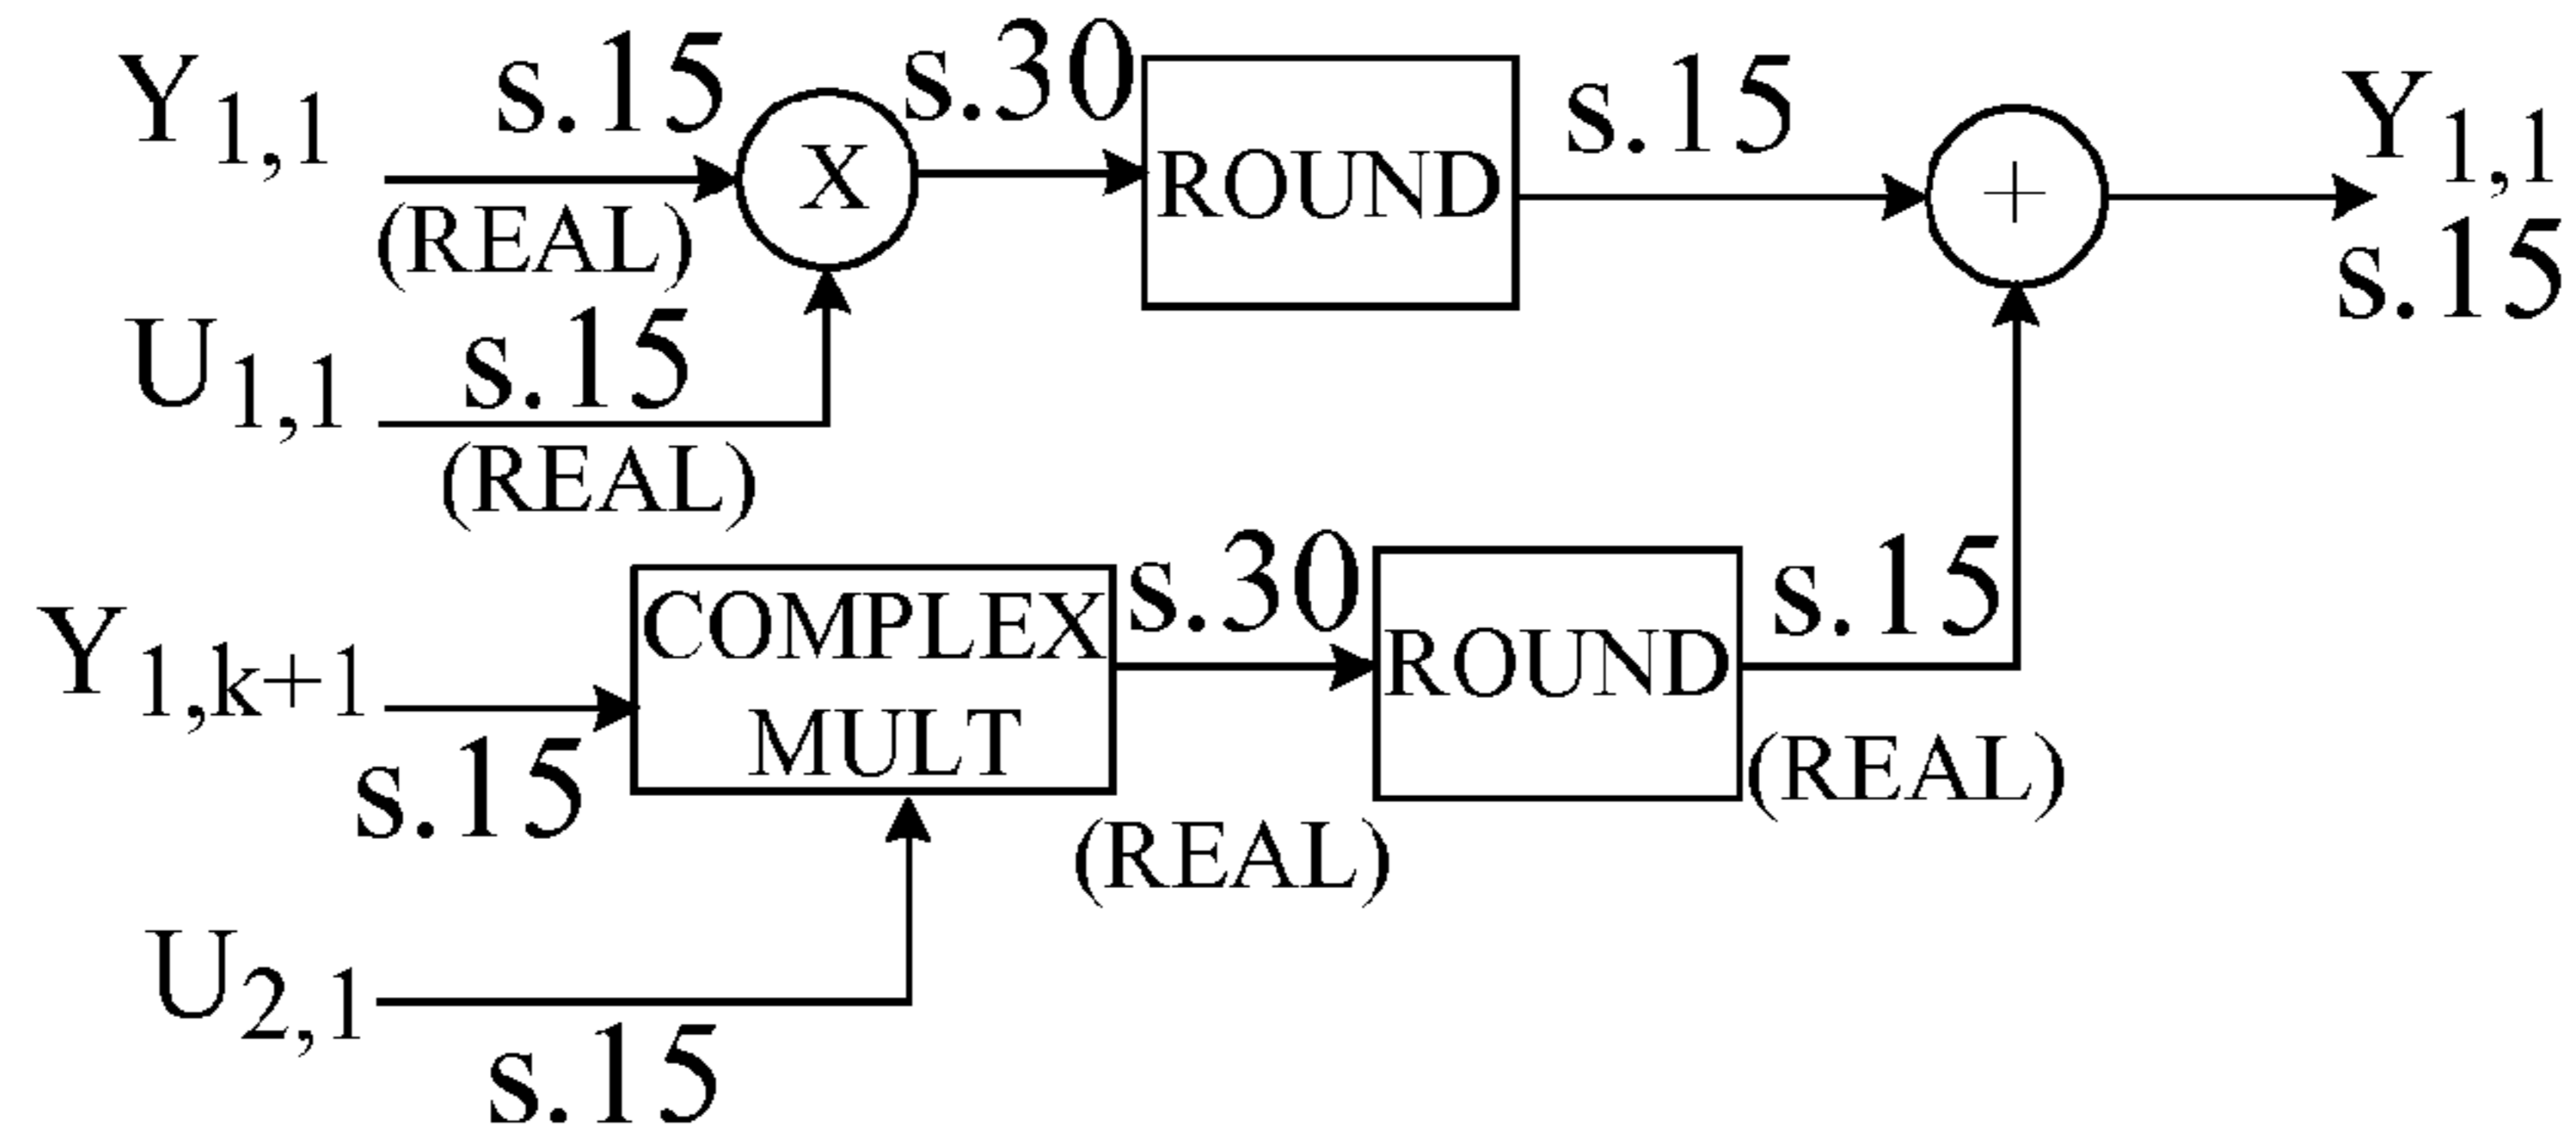 Y1,1
s.15
(REAL)
X
s.30
ROUND
s.15
+
Y1,1
s.15
U1,1
s.15
(REAL)
Y1,k+1
s.15
COMPLEX
MULT
s.30
(REAL)
ROUND
s.15
(REAL)
U2,1
s.15